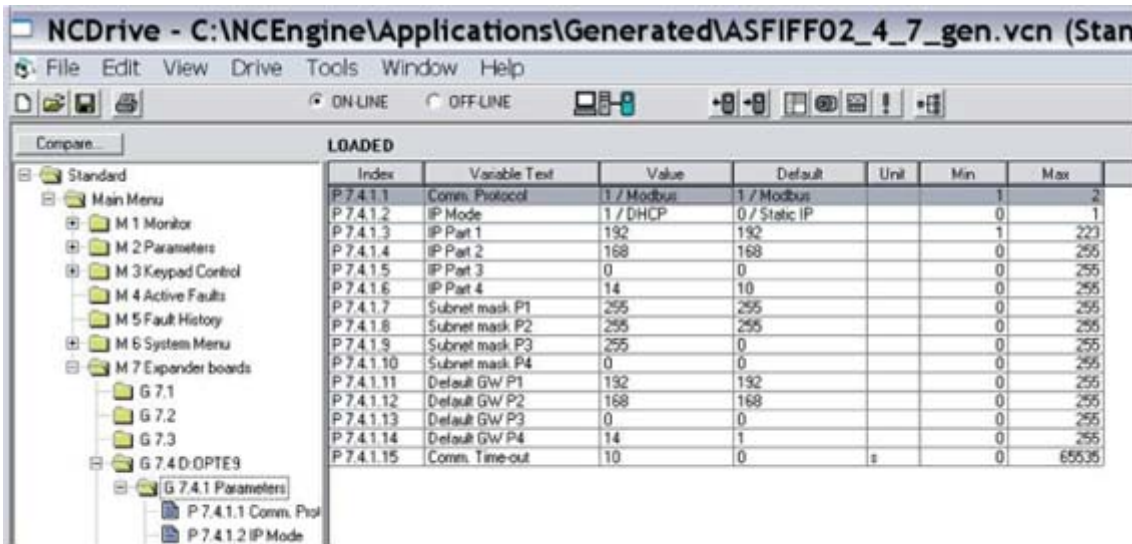 NCDrive - C:\NCEngine\Applications\Generated\ASFIFF02_4_7_gen.vcn (Stan
File Edit View Drive Tools Window Help
ON-LINE OFF-LINE
Compare... LOADED
Index Variable Text Value Default Unit Min Max
P 7.4.1.1 Comm. Protocol 1 / Modbus 1 / Modbus 1 2
P 7.4.1.2 IP Mode 1 / DHCP 0 / Static IP 0 1
P 7.4.1.3 IP Part 1 192 192 1 223
P 7.4.1.4 IP Part 2 168 168 0 255
P 7.4.1.5 IP Part 3 0 0 0 255
P 7.4.1.6 IP Part 4 14 10 0 255
P 7.4.1.7 Subnet mask P1 255 255 0 255
P 7.4.1.8 Subnet mask P2 255 255 0 255
P 7.4.1.9 Subnet mask P3 255 0 0 255
P 7.4.1.10 Subnet mask P4 0 0 0 255
P 7.4.1.11 Default GW P1 192 192 0 255
P 7.4.1.12 Default GW P2 168 168 0 255
P 7.4.1.13 Default GW P3 0 0 0 255
P 7.4.1.14 Default GW P4 14 1 0 255
P 7.4.1.15 Comm. Time-out 10 0 s 0 65535
Standard
Main Menu
M 1 Monitor
M 2 Parameters
M 3 Keypad Control
M 4 Active Faults
M 5 Fault History
M 6 System Menu
M 7 Expander boards
G 7.1
G 7.2
G 7.3
G 7.4 D:OPTE9
G 7.4.1 Parameters
P 7.4.1.1 Comm. Prot
P 7.4.1.2 IP Mode